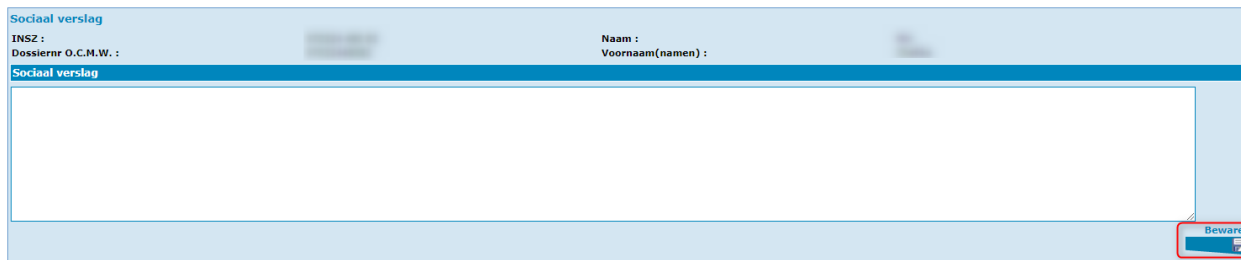 Sociaal verslag
INSZ : Naam :
Dossiernr O.C.M.W. : Voornaam(namen) :
Sociaal verslag